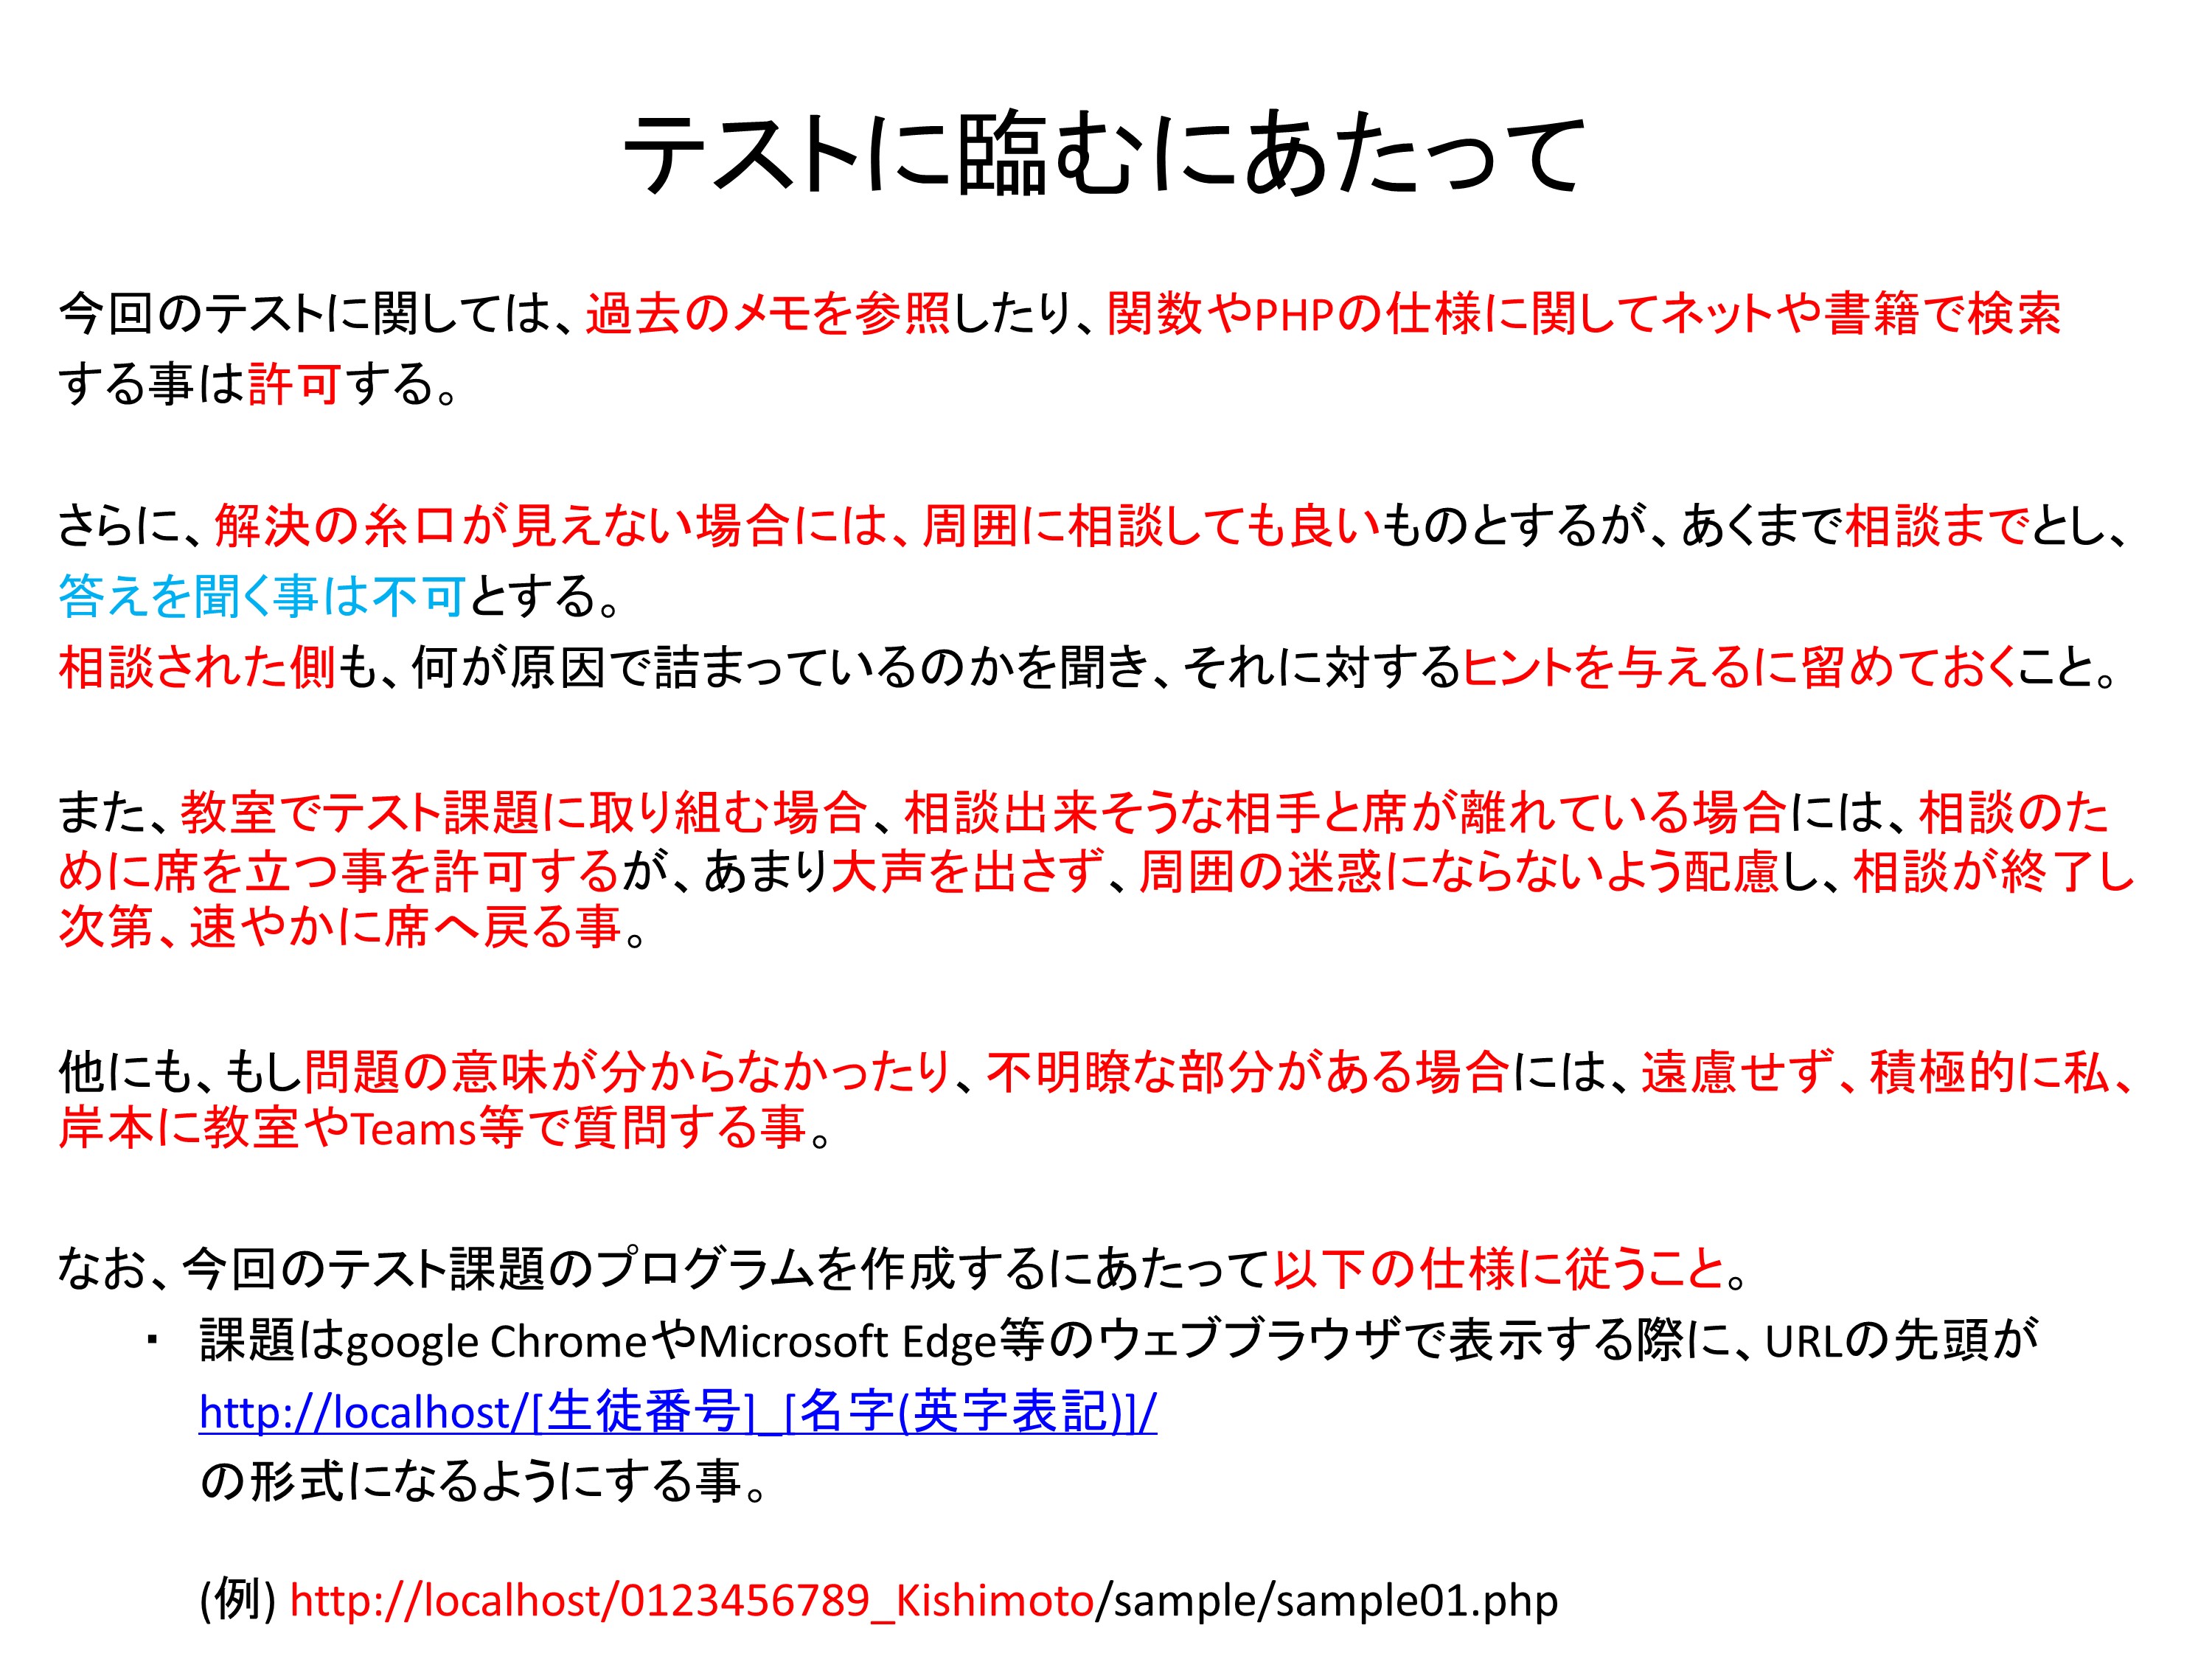 テストに臨むにあたって
今回のテストに関しては、過去のメモを参照したり、関数やPHPの仕様に関してネットや書籍で検索
する事は許可する。
さらに、解決の糸口が見えない場合には、周囲に相談しても良いものとするが、あくまで相談までとし、
答えを聞く事は不可とする。
相談された側も、何が原因で詰まっているのかを聞き、それに対するヒントを与えるに留めておくこと。
また、教室でテスト課題に取り組む場合、相談出来そうな相手と席が離れている場合には、相談のた
めに席を立つ事を許可するが、あまり大声を出さず、周囲の迷惑にならないよう配慮し、相談が終了し
次第、速やかに席へ戻る事。
他にも、もし問題の意味が分からなかったり、不明瞭な部分がある場合には、遠慮せず、積極的に私、
岸本に教室やTeams等で質問する事。
なお、今回のテスト課題のプログラムを作成するにあたって以下の仕様に従うこと。
・ 課題はgoogle ChromeやMicrosoft Edge等のウェブブラウザで表示する際に、URLの先頭が
http://localhost/[生徒番号]_[名字(英字表記)]/
の形式になるようにする事。
(例) http://localhost/0123456789_Kishimoto/sample/sample01.php